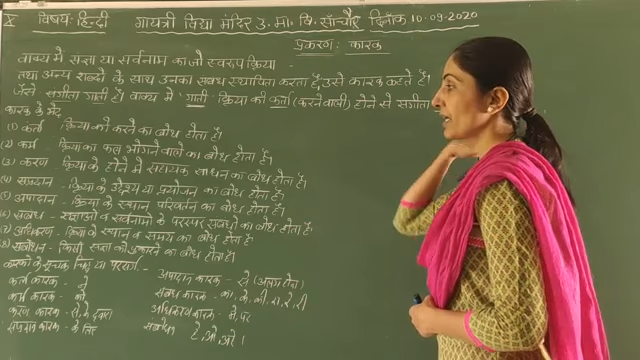 X विषय: हिन्दी गायत्री विद्या मंदिर उ. मा. वि. साँचौर दिनाँक 10.09.2020
प्रकरण: कारक
वाक्य में संज्ञा या सर्वनाम का जो स्वरूप क्रिया
तथा अन्य शब्दों के साथ उनका संबंध स्थापित करता है, उसे कारक कहते हैं।
जैसे संगीता गाती है। वाक्य में 'गाती' क्रिया की कर्ता (करने वाली) होने से संगीता
कारक के भेद
(1) कर्ता क्रिया को करने का बोध होता है
(2) कर्म - क्रिया का फल भोगने वाले का बोध होता है।
(3) करण क्रिया के होने में सहायक साधन का बोध होता है।
(4) सम्प्रदान - क्रिया के उद्देश्य या प्रयोजन का बोध होता है।
(5) अपादान - क्रिया के स्थान परिवर्तन का बोध होता है।
(6) संबंध - संज्ञाओं व सर्वनामों के परस्पर संबंधों का बोध होता है।
(7) अधिकरण - क्रिया के स्थान व समय का बोध होता है
(8) संबोधन - किसी संज्ञा को पुकारने का बोध होता है।
कारकों के सूचक चिह्न या परसर्ग -
कर्ता कारक - ने अपादान कारक - से (अलग होना)
कर्म कारक - को संबंध कारक - का, के, की, रा, रे, री
करण कारक - से, के द्वारा अधिकरण कारक - में, पर
संप्रदान कारक - के लिए संबोधन हे, ओ, अरे।